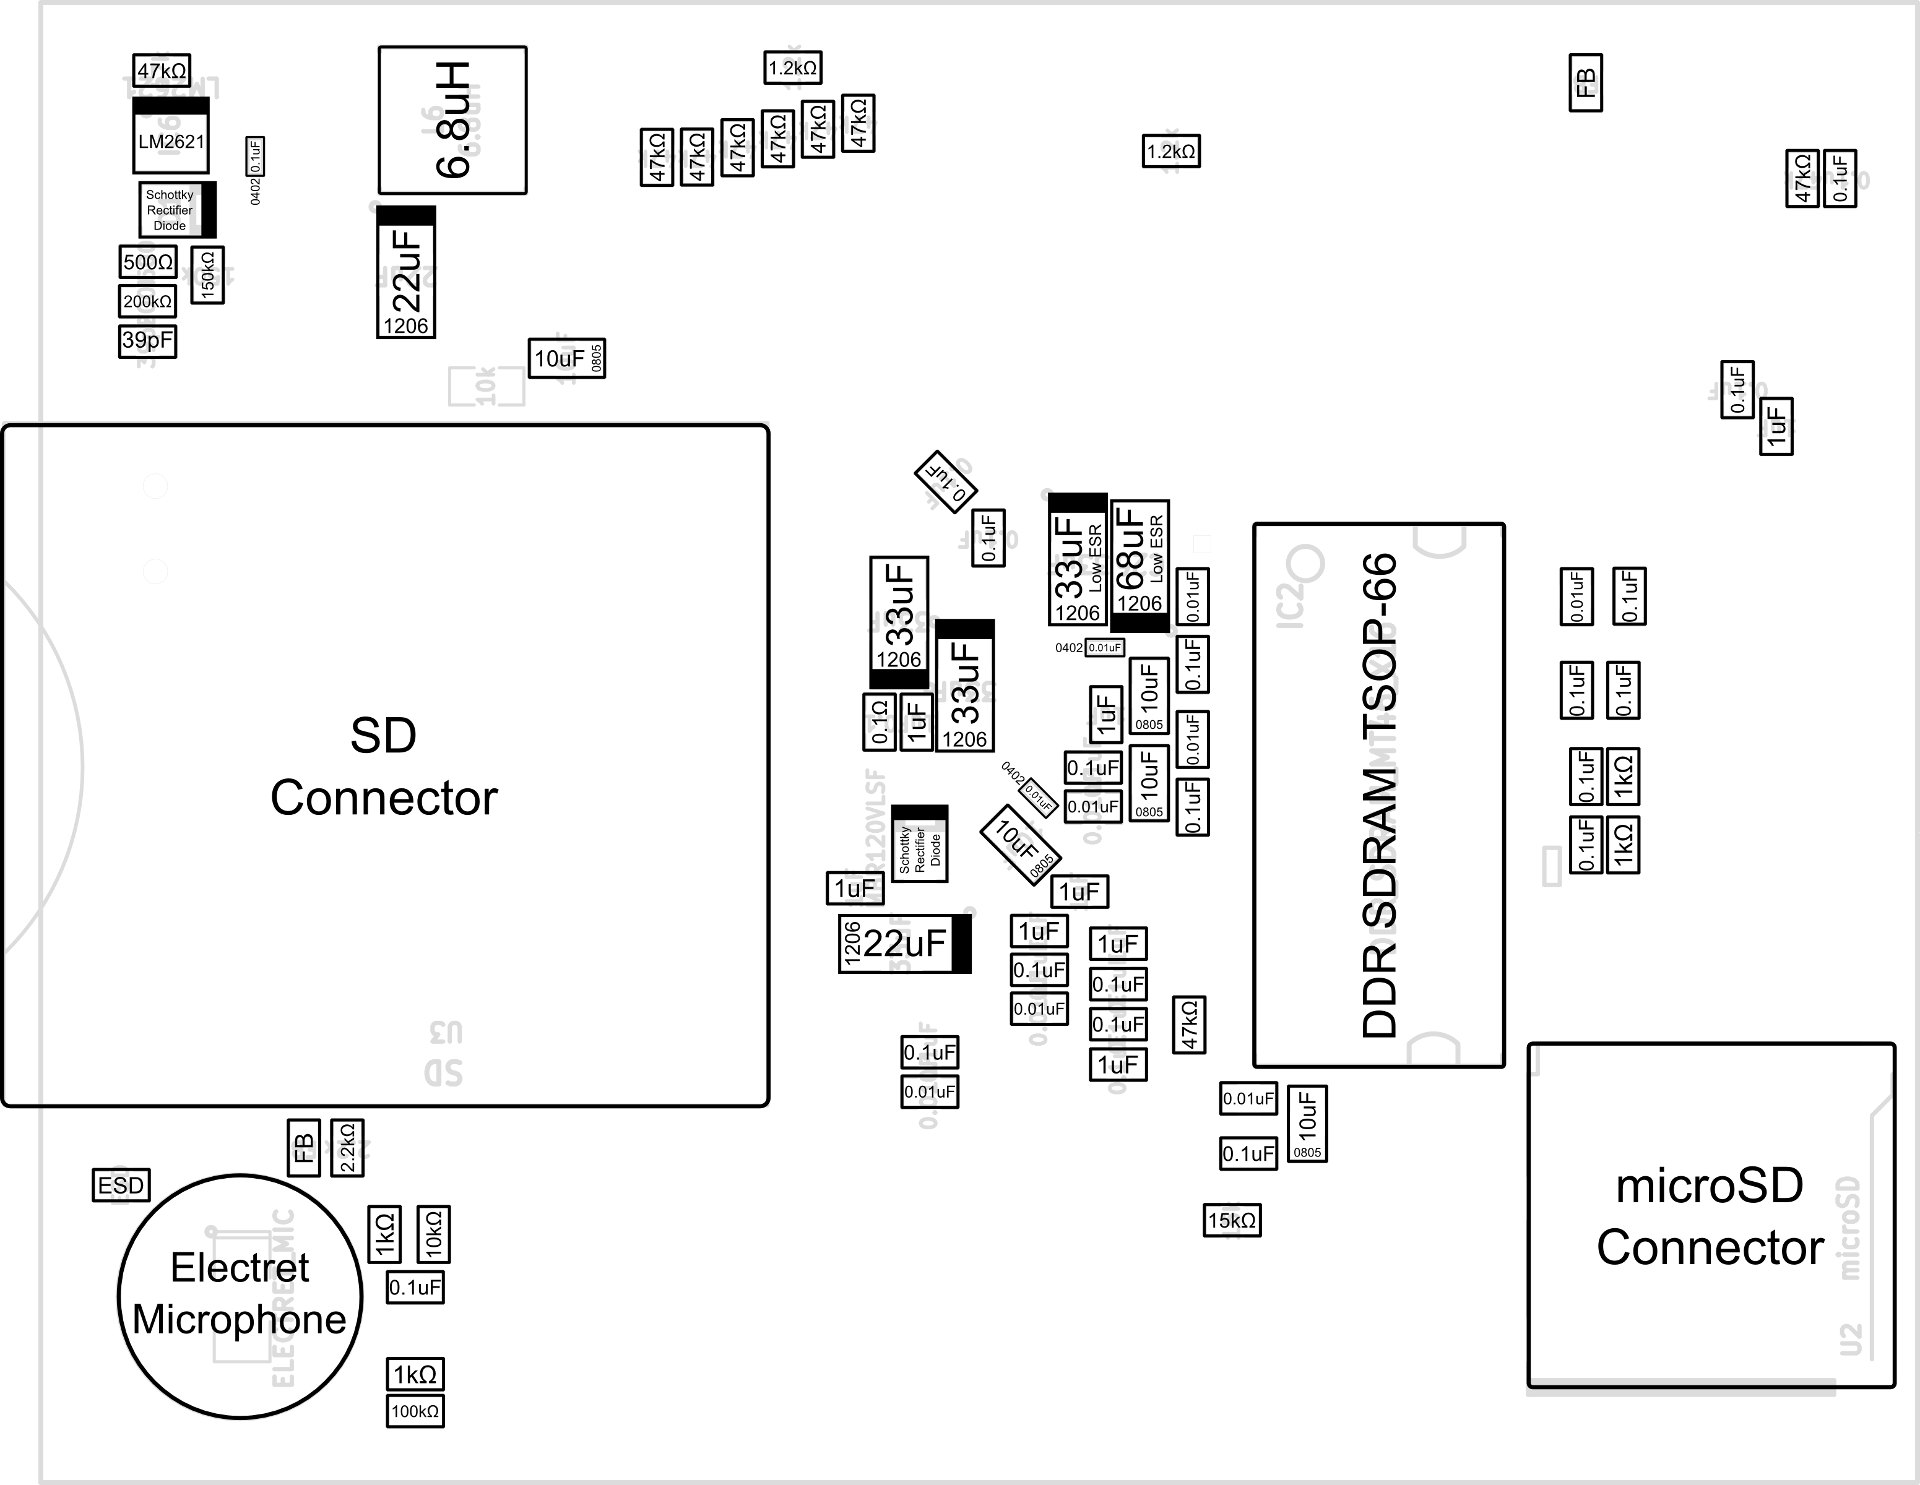 47kΩ
LM2621
0.1uF
0402
Schottky
Rectifier
Diode
500Ω
150kΩ
200kΩ
39pF
6.8uH
22uF
1206
10uF
0805
10k
1.2kΩ
47kΩ
47kΩ
47kΩ
47kΩ
47kΩ
47kΩ
1.2kΩ
FB
47kΩ
0.1uF
0.1uF
1uF
SD
Connector
U3
SD
0.1uF
0.1uF
33uF
1206
33uF
1206
0.1Ω
1uF
33uF
Low ESR
1206
68uF
Low ESR
1206
0402
0.01uF
0.01uF
0.1uF
10uF
0805
1uF
0.01uF
0.1uF
0.01uF
10uF
0805
0.1uF
0402
0.01uF
10uF
0805
Schottky
Rectifier
Diode
1uF
1uF
1206
22uF
1uF
0.1uF
0.01uF
1uF
0.1uF
0.1uF
1uF
47kΩ
0.1uF
0.01uF
IC2
DDR SDRAM TSOP-66
0.01uF
0.1uF
0.1uF
0.1uF
0.1uF
1kΩ
0.1uF
1kΩ
0.01uF
0.1uF
10uF
0805
15kΩ
microSD
Connector
microSD
U2
FB
2.2kΩ
ESD
Electret
Microphone
ELECTRET_MIC
1kΩ
10kΩ
0.1uF
1kΩ
100kΩ